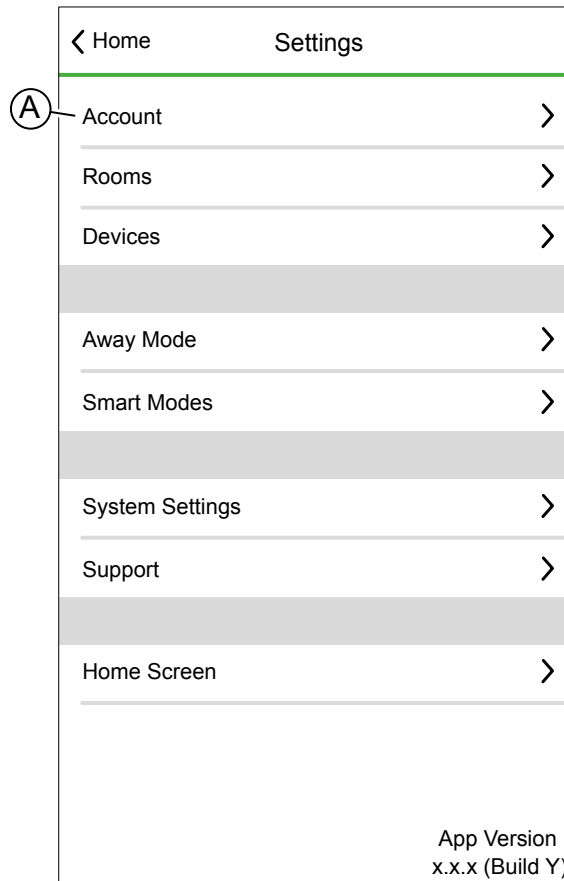 Home Settings
A Account
Rooms
Devices
Away Mode
Smart Modes
System Settings
Support
Home Screen
App Version
x.x.x (Build Y)